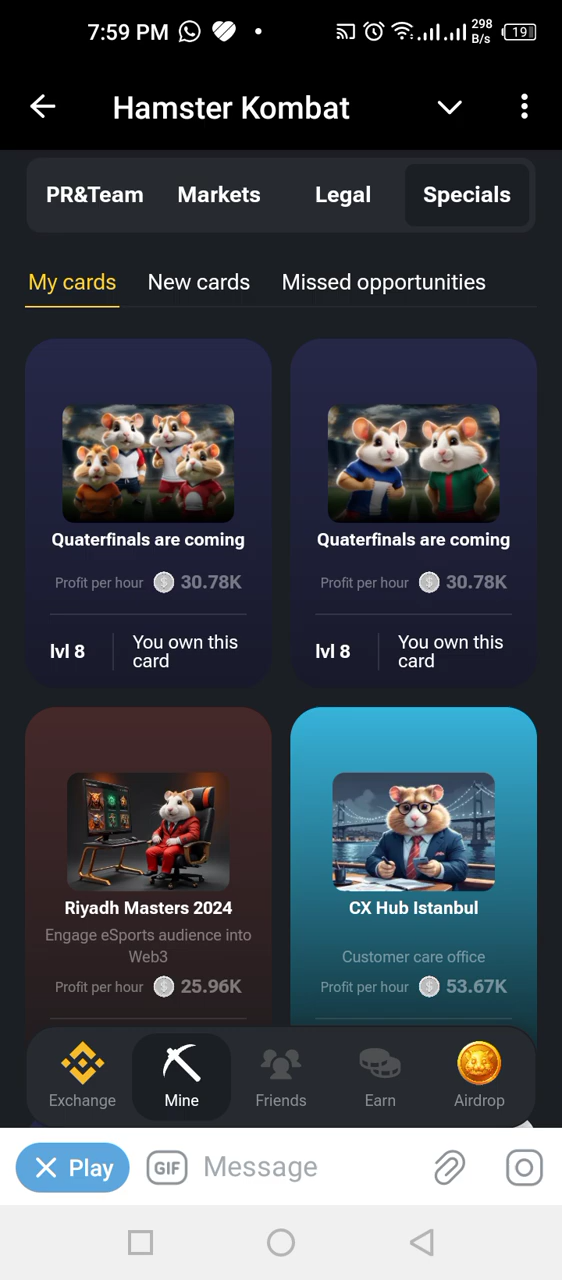 7:59 PM
298
B/s
19
Hamster Kombat
PR&Team Markets Legal Specials
My cards New cards Missed opportunities
Quaterfinals are coming
Profit per hour 30.78K
lvl 8
You own this
card
Quaterfinals are coming
Profit per hour 30.78K
lvl 8
You own this
card
Riyadh Masters 2024
Engage eSports audience into
Web3
Profit per hour 25.96K
CX Hub Istanbul
Customer care office
Profit per hour 53.67K
Exchange Mine Friends Earn Airdrop
Play GIF Message